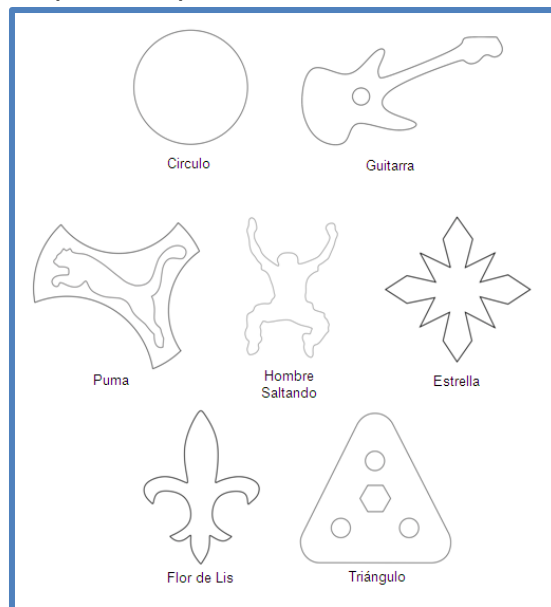 Circulo
Guitarra
Puma
Hombre
Saltando
Estrella
Flor de Lis
Triángulo